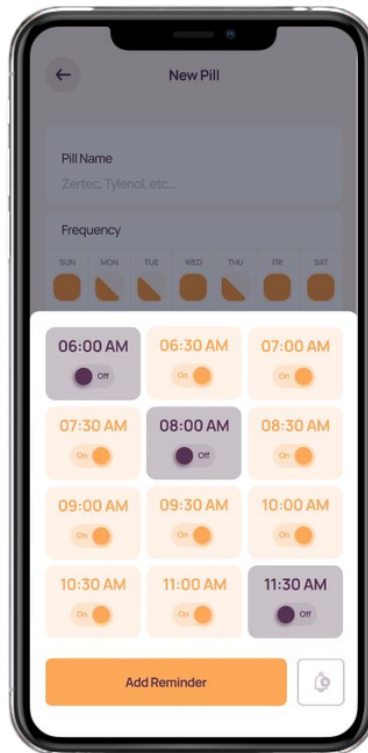 New Pill
Pill Name
Zertec, Tylenol, etc...
Frequency
SUN MON TUE WED THU FRI SAT
06:00 AM 06:30 AM 07:00 AM
Off On On
07:30 AM 08:00 AM 08:30 AM
On Off On
09:00 AM 09:30 AM 10:00 AM
On On On
10:30 AM 11:00 AM 11:30 AM
On On Off
Add Reminder